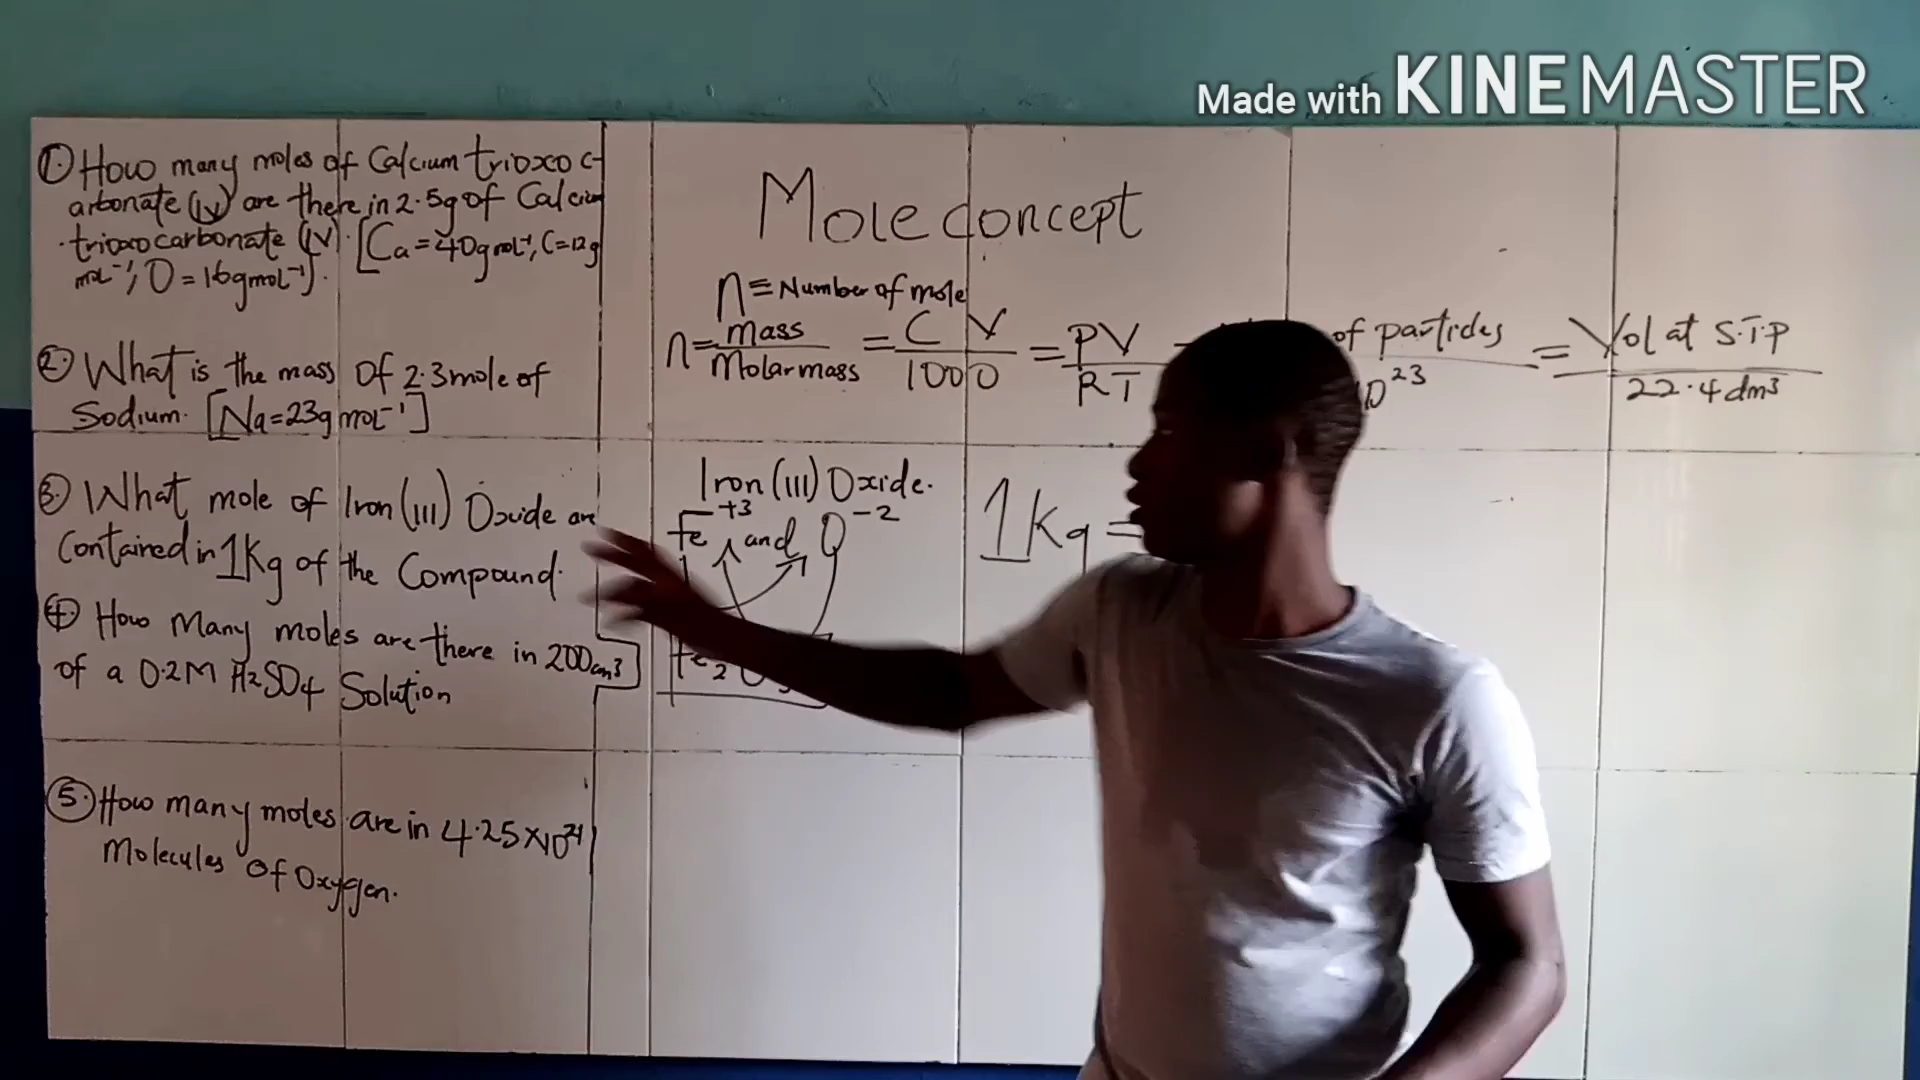 Made with KINEMASTER
① How many moles of Calcium trioxo c-
arbonate (IV) are there in 2.5g of Calcium
trioxocarbonate (IV). [Ca = 40gmol⁻¹, C=12g
mol⁻¹, O = 16gmol⁻¹].
② What is the mass Of 2.3mole of
Sodium. [Na=23gmol⁻¹]
③ What mole of Iron (III) Oxide are
Contained in 1Kg of the Compound.
④ How Many moles are there in 200cm³
of a 0.2M H₂SO₄ Solution
⑤ How many moles are in 4.25×10²⁴
Molecules Of Oxygen.
Mole concept
n ≡ Number of mole
n = mass / Molarmass = C V / 1000 = PV / RT of particles 10²³ = Vol at S.T.P / 22.4dm³
Iron (III) Oxide.
Fe⁺³ and O⁻²
Fe₂O₃
1Kg =